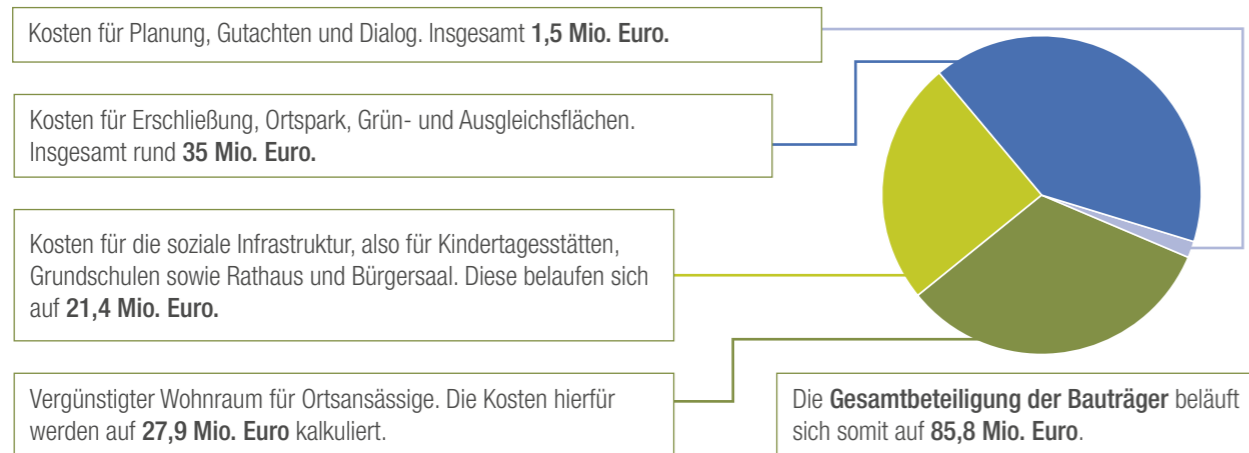 Kosten für Planung, Gutachten und Dialog. Insgesamt 1,5 Mio. Euro.
Kosten für Erschließung, Ortspark, Grün- und Ausgleichsflächen.
Insgesamt rund 35 Mio. Euro.
Kosten für die soziale Infrastruktur, also für Kindertagesstätten,
Grundschulen sowie Rathaus und Bürgersaal. Diese belaufen sich
auf 21,4 Mio. Euro.
Vergünstigter Wohnraum für Ortsansässige. Die Kosten hierfür
werden auf 27,9 Mio. Euro kalkuliert.
Die Gesamtbeteiligung der Bauträger beläuft
sich somit auf 85,8 Mio. Euro.